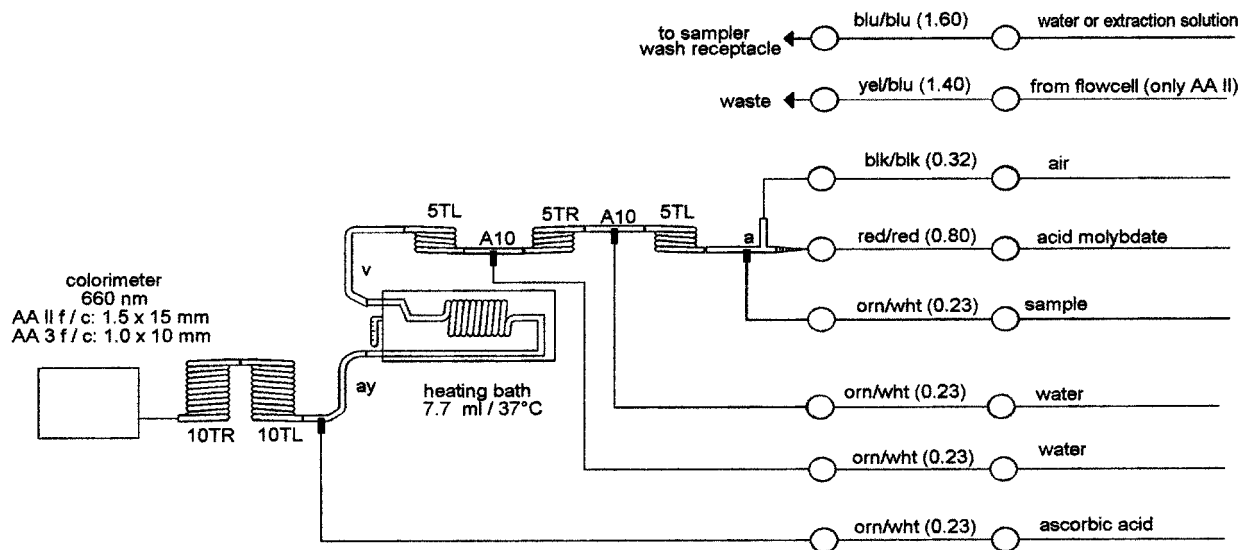 to sampler
wash receptacle
blu/blu (1.60)
water or extraction solution
waste
yel/blu (1.40)
from flowcell (only AA II)
blk/blk (0.32)
air
5TL
A10
5TR
A10
5TL
a
red/red (0.80)
acid molybdate
v
colorimeter
660 nm
AA II f / c: 1.5 x 15 mm
AA 3 f / c: 1.0 x 10 mm
orn/wht (0.23)
sample
ay
heating bath
7.7 ml / 37°C
orn/wht (0.23)
water
10TR
10TL
orn/wht (0.23)
water
orn/wht (0.23)
ascorbic acid